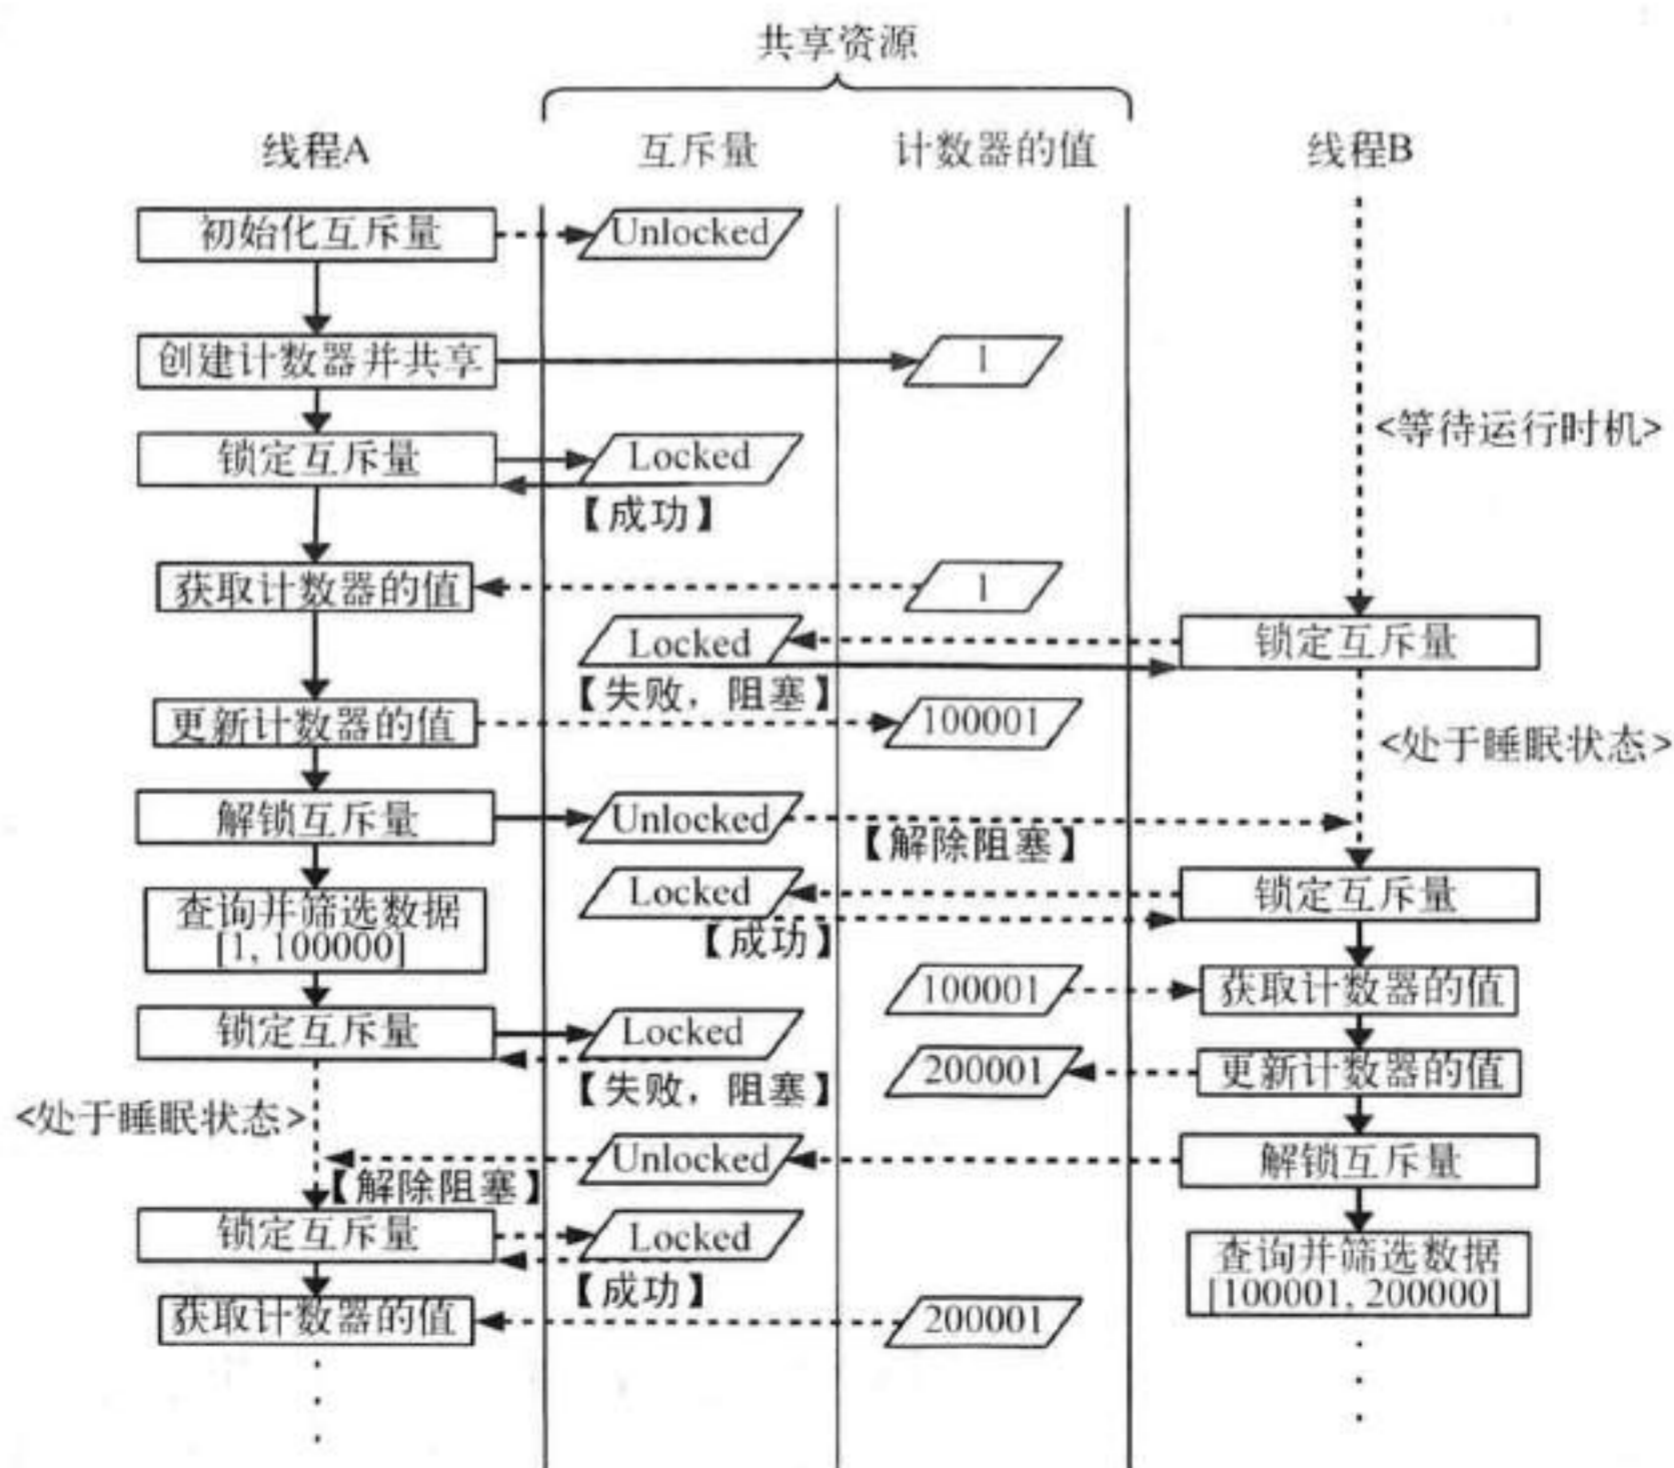 共享资源
线程A
互斥量
计数器的值
线程B
初始化互斥量
Unlocked
创建计数器并共享
1
<等待运行时机>
锁定互斥量
Locked
【成功】
获取计数器的值
1
Locked
锁定互斥量
【失败，阻塞】
更新计数器的值
100001
<处于睡眠状态>
解锁互斥量
Unlocked
【解除阻塞】
查询并筛选数据
[1, 100000]
Locked
锁定互斥量
【成功】
100001
获取计数器的值
锁定互斥量
Locked
【失败，阻塞】
200001
更新计数器的值
<处于睡眠状态>
Unlocked
解锁互斥量
【解除阻塞】
锁定互斥量
Locked
【成功】
查询并筛选数据
[100001, 200000]
获取计数器的值
200001